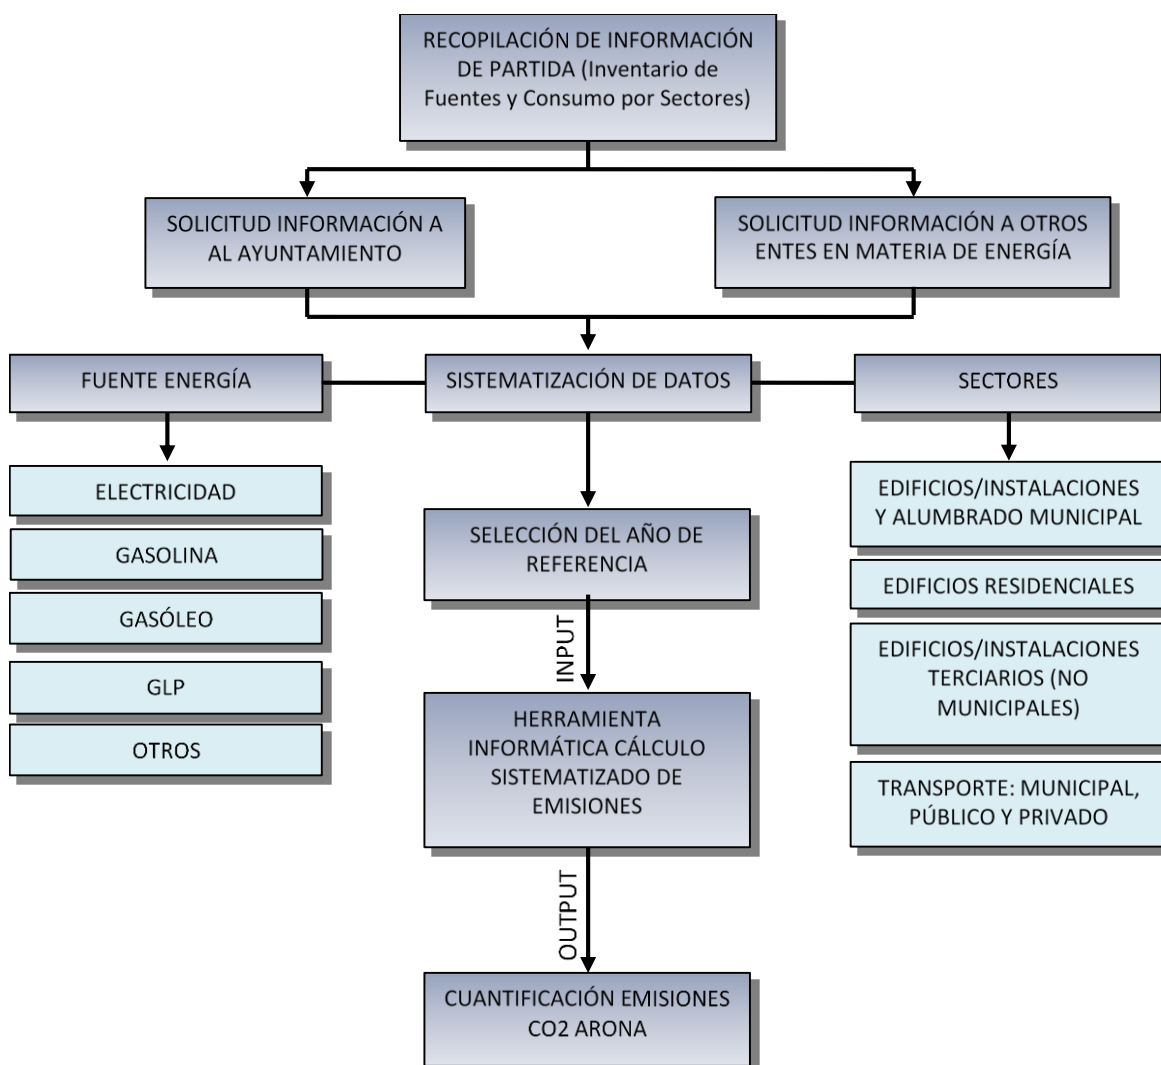 RECOPILACIÓN DE INFORMACIÓN
DE PARTIDA (Inventario de
Fuentes y Consumo por Sectores)
SOLICITUD INFORMACIÓN A
AL AYUNTAMIENTO
SOLICITUD INFORMACIÓN A OTROS
ENTES EN MATERIA DE ENERGÍA
FUENTE ENERGÍA
SISTEMATIZACIÓN DE DATOS
SECTORES
ELECTRICIDAD
GASOLINA
GASÓLEO
GLP
OTROS
SELECCIÓN DEL AÑO DE
REFERENCIA
INPUT
HERRAMIENTA
INFORMÁTICA CÁLCULO
SISTEMATIZADO DE
EMISIONES
OUTPUT
CUANTIFICACIÓN EMISIONES
CO2 ARONA
EDIFICIOS/INSTALACIONES
Y ALUMBRADO MUNICIPAL
EDIFICIOS RESIDENCIALES
EDIFICIOS/INSTALACIONES
TERCIARIOS (NO
MUNICIPALES)
TRANSPORTE: MUNICIPAL,
PÚBLICO Y PRIVADO